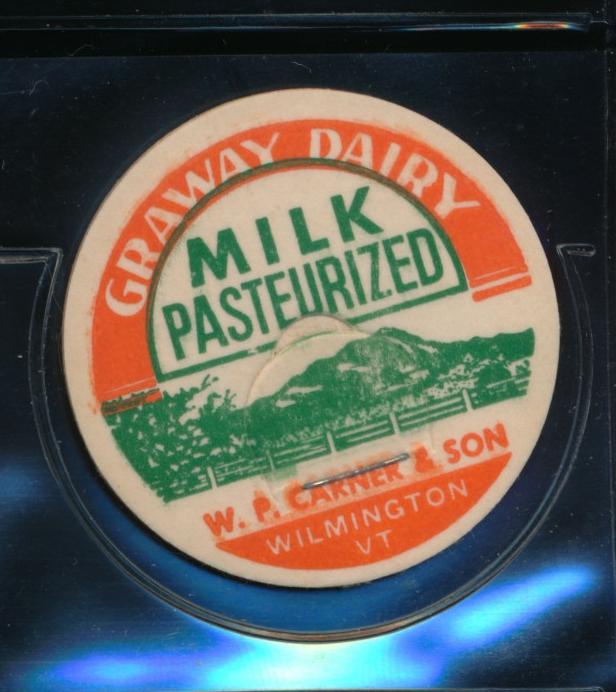 GRAWAY DAIRY
MILK
PASTEURIZED
W. P. CARNER & SON
WILMINGTON
VT